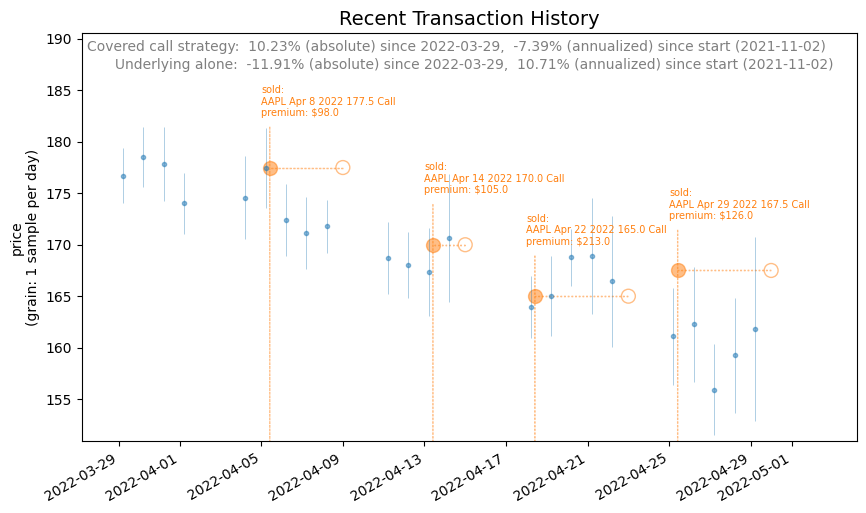 Recent Transaction History
Covered call strategy:  10.23% (absolute) since 2022-03-29,  -7.39% (annualized) since start (2021-11-02)
Underlying alone:  -11.91% (absolute) since 2022-03-29,  10.71% (annualized) since start (2021-11-02)
190
185
180
175
170
165
160
155
price
(grain: 1 sample per day)
sold:
AAPL Apr 8 2022 177.5 Call
premium: $98.0
sold:
AAPL Apr 14 2022 170.0 Call
premium: $105.0
sold:
AAPL Apr 22 2022 165.0 Call
premium: $213.0
sold:
AAPL Apr 29 2022 167.5 Call
premium: $126.0
2022-03-29
2022-04-01
2022-04-05
2022-04-09
2022-04-13
2022-04-17
2022-04-21
2022-04-25
2022-04-29
2022-05-01